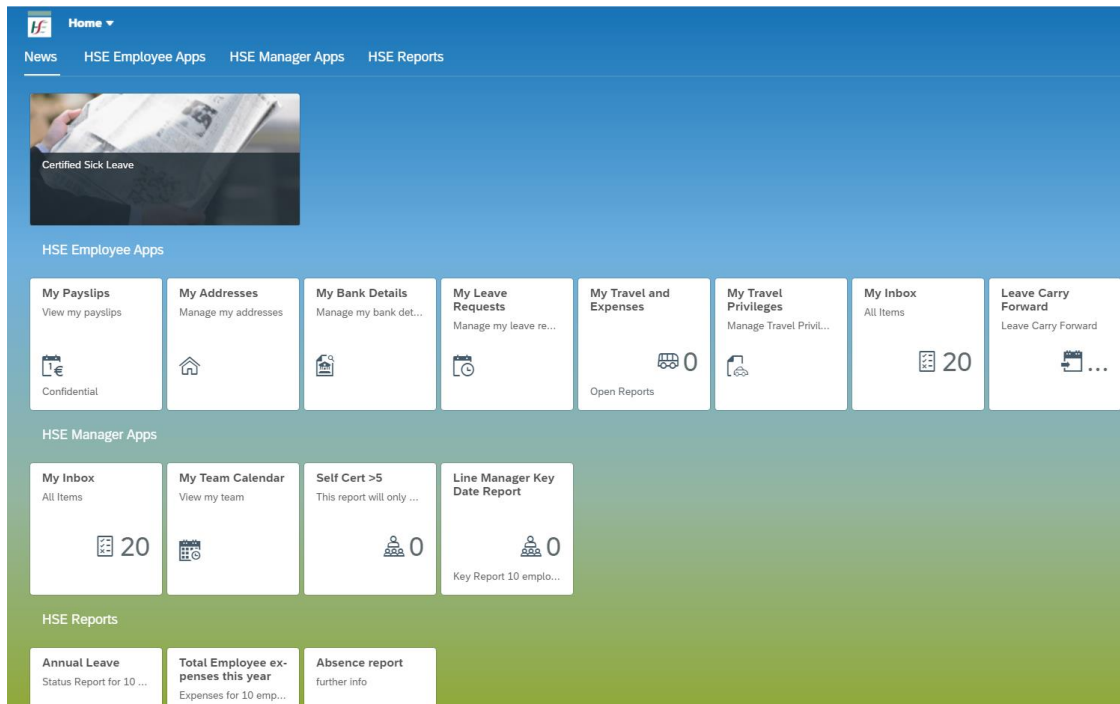 Home
News HSE Employee Apps HSE Manager Apps HSE Reports
Certified Sick Leave
HSE Employee Apps
My Payslips
View my payslips
Confidential
My Addresses
Manage my addresses
My Bank Details
Manage my bank det...
My Leave
Requests
Manage my leave re...
My Travel and
Expenses
0
Open Reports
My Travel
Privileges
Manage Travel Privil...
My Inbox
All Items
20
Leave Carry
Forward
Leave Carry Forward
...
HSE Manager Apps
My Inbox
All Items
20
My Team Calendar
View my team
Self Cert >5
This report will only ...
0
Line Manager Key
Date Report
0
Key Report 10 emplo...
HSE Reports
Annual Leave
Status Report for 10 ...
Total Employee ex-
penses this year
Expenses for 10 emp...
Absence report
further info